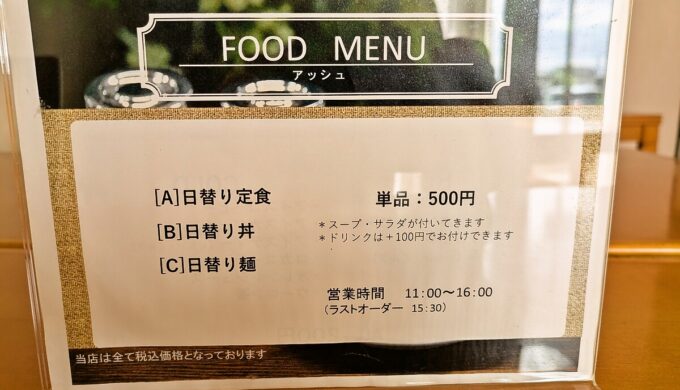 FOOD MENU
アッシュ
[A]日替り定食
単品：500円
[B]日替り丼
＊スープ・サラダが付いてきます
＊ドリンクは＋100円でお付けできます
[C]日替り麺
営業時間 11:00〜16:00
(ラストオーダー 15:30)
当店は全て税込価格となっております